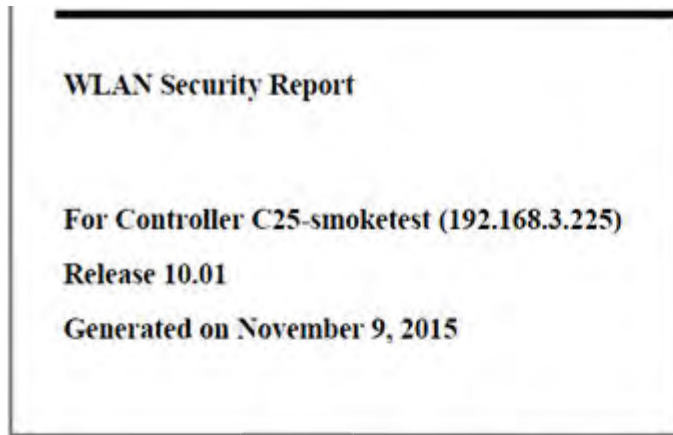 WLAN Security Report
For Controller C25-smoketest (192.168.3.225)
Release 10.01
Generated on November 9, 2015